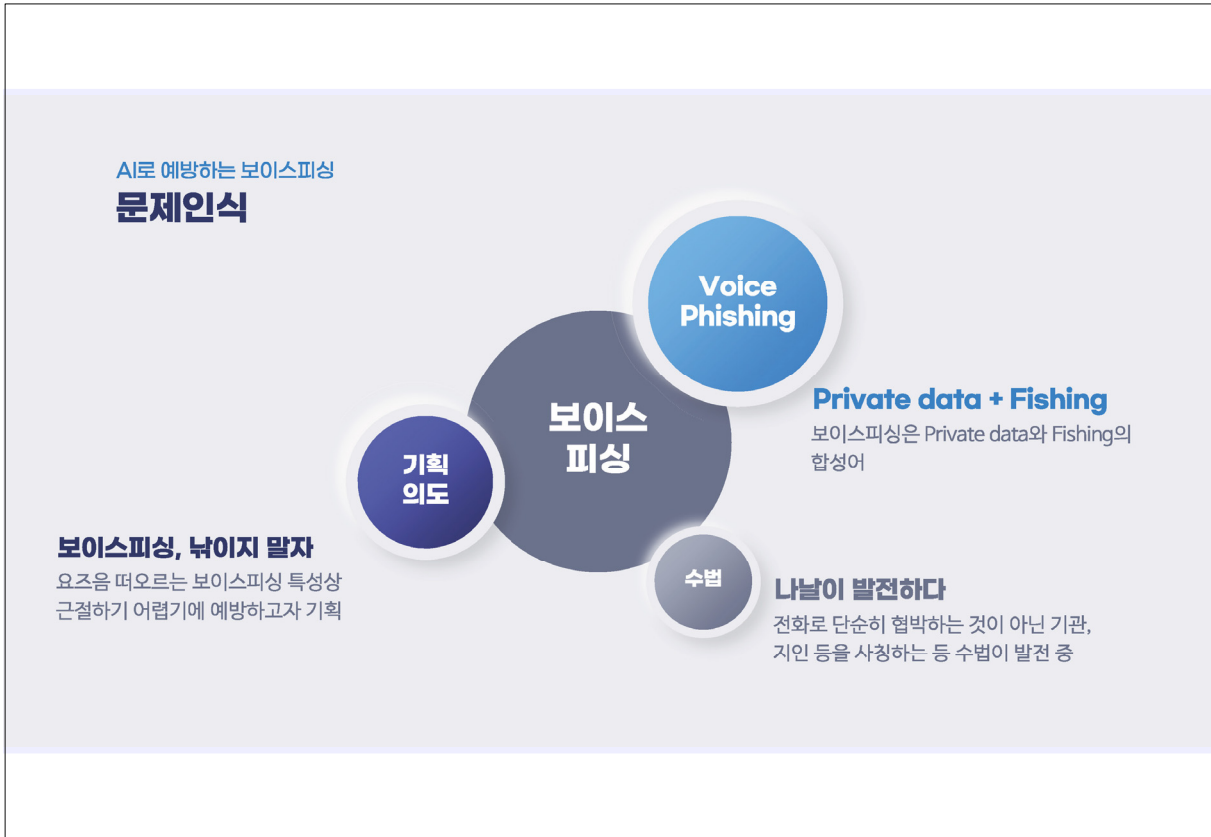 AI로 예방하는 보이스피싱
문제인식
Voice
Phishing
Private data + Fishing
보이스피싱은 Private data와 Fishing의
합성어
보이스
피싱
기획
의도
보이스피싱, 낚이지 말자
요즈음 떠오르는 보이스피싱 특성상
근절하기 어렵기에 예방하고자 기획
수법
나날이 발전하다
전화로 단순히 협박하는 것이 아닌 기관,
지인 등을 사칭하는 등 수법이 발전 중